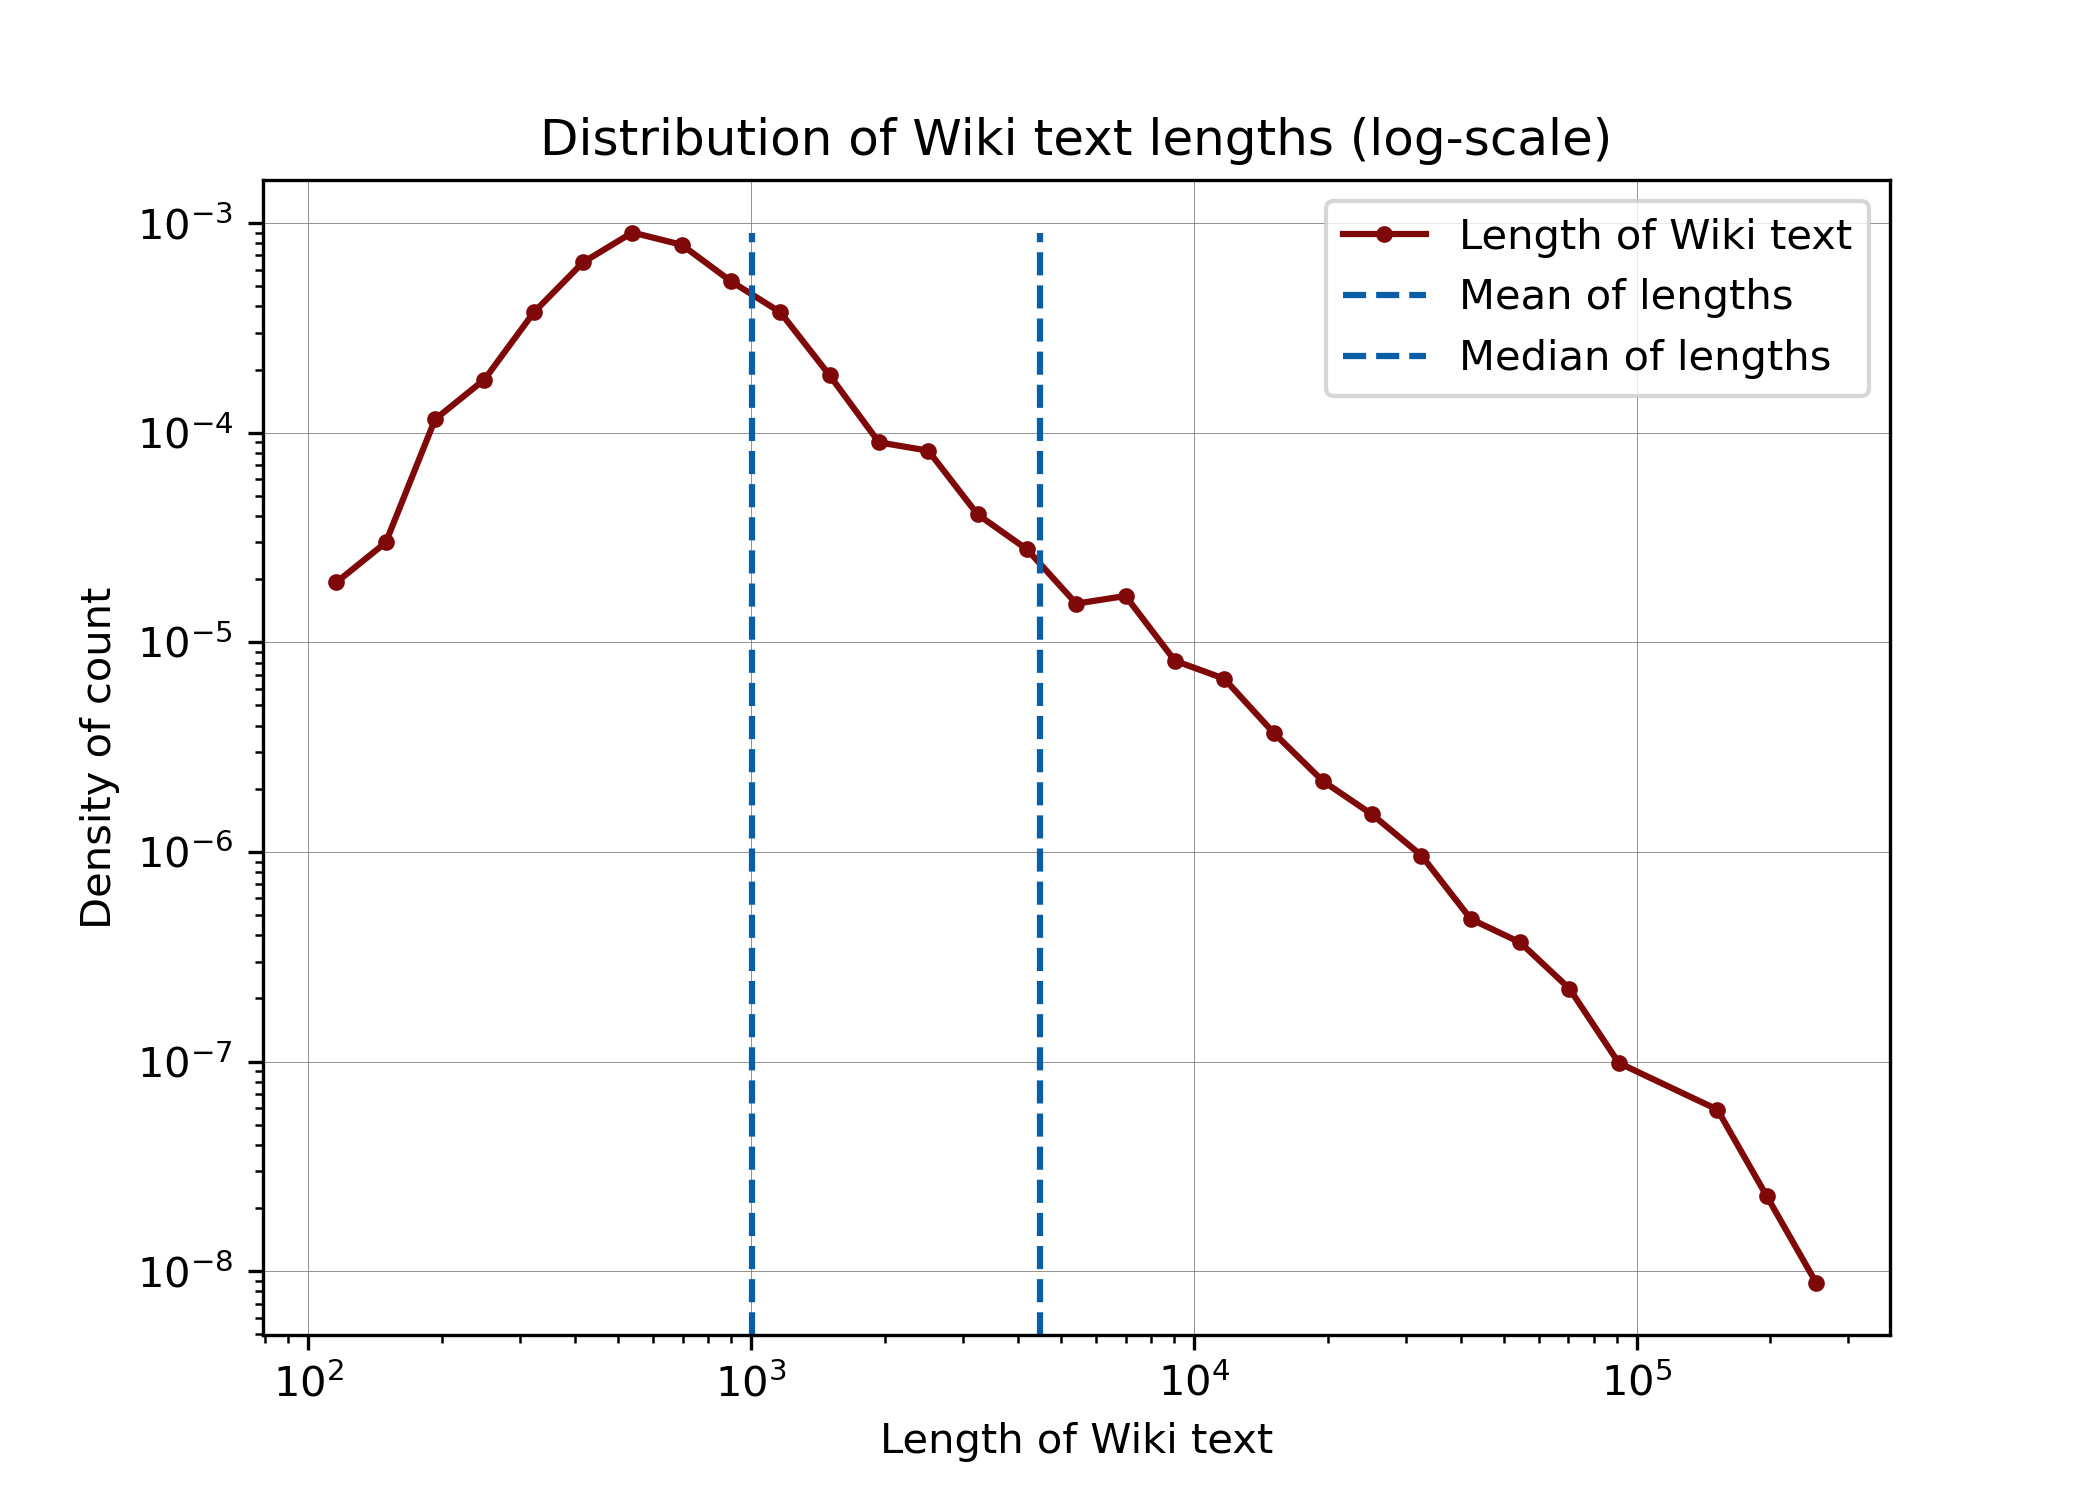 Distribution of Wiki text lengths (log-scale)
Length of Wiki text
Mean of lengths
Median of lengths
Density of count
10⁻³
10⁻⁴
10⁻⁵
10⁻⁶
10⁻⁷
10⁻⁸
10² 10³ 10⁴ 10⁵
Length of Wiki text